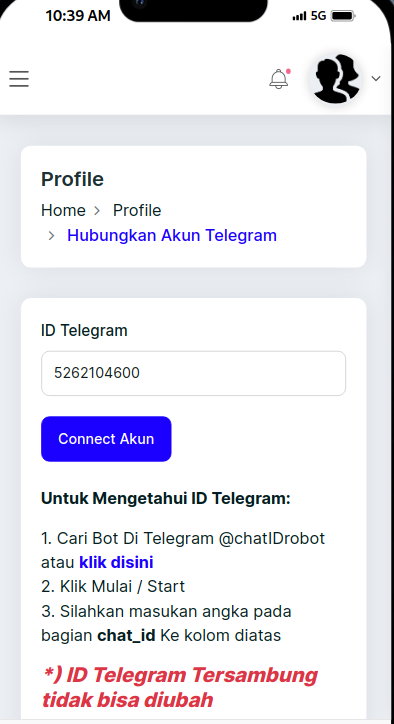 10:39 AM
5G
Profile
Home > Profile
> Hubungkan Akun Telegram
ID Telegram
5262104600
Connect Akun
Untuk Mengetahui ID Telegram:
1. Cari Bot Di Telegram @chatIDrobot
atau klik disini
2. Klik Mulai / Start
3. Silahkan masukan angka pada
bagian chat_id Ke kolom diatas
*) ID Telegram Tersambung
tidak bisa diubah